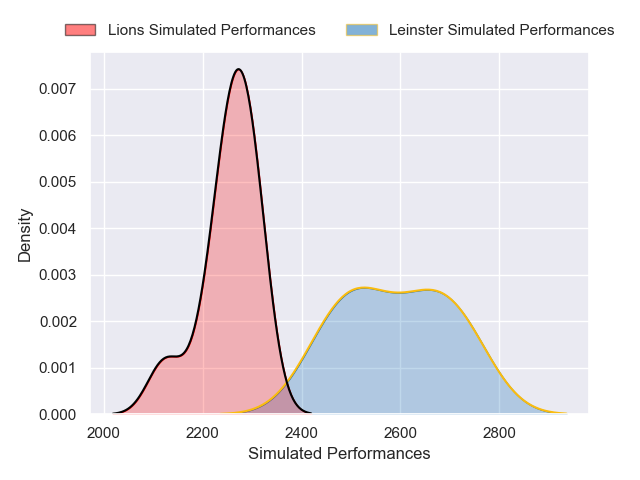 Lions Simulated Performances Leinster Simulated Performances
0.007
0.006
0.005
0.004
0.003
0.002
0.001
0.000
Density
2000 2200 2400 2600 2800
Simulated Performances